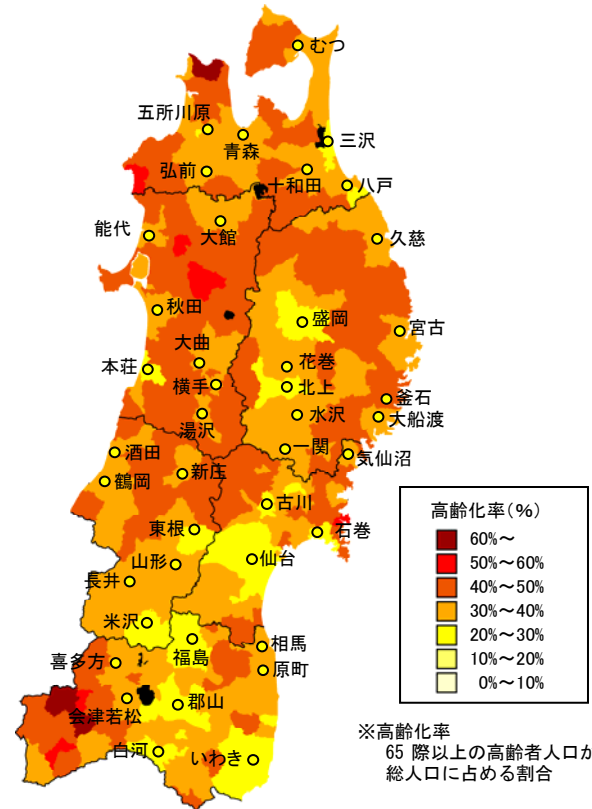 むつ
五所川原
青森
三沢
弘前
十和田
八戸
能代
大館
久慈
秋田
盛岡
宮古
大曲
本荘
花巻
横手
北上
釜石
水沢
大船渡
湯沢
一関
気仙沼
酒田
新庄
鶴岡
古川
東根
石巻
仙台
山形
長井
米沢
福島
相馬
喜多方
原町
会津若松
郡山
白河
いわき
高齢化率(%)
60%～
50%～60%
40%～50%
30%～40%
20%～30%
10%～20%
0%～10%
※高齢化率
65 際以上の高齢者人口が
総人口に占める割合